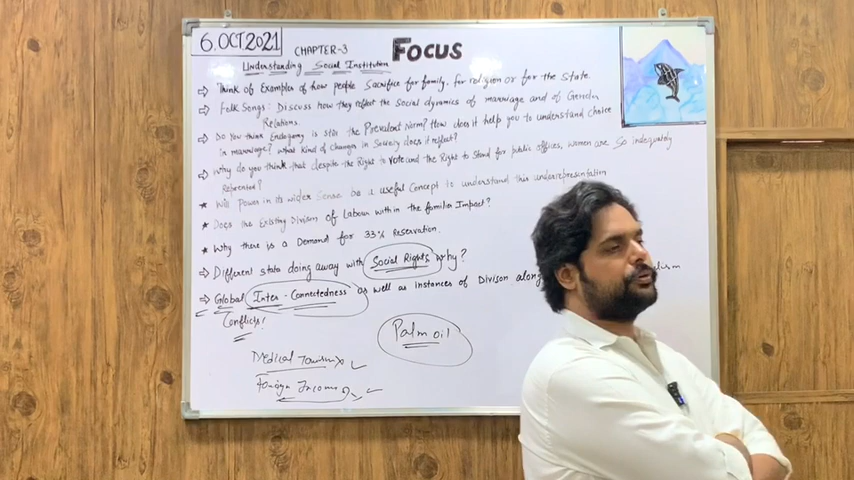 6.OCT2021
CHAPTER-3
FOCUS
Understanding Social Institution
⇨ Think of Examples of how people Sacrifice for family, for religion or for the State
⇨ Folk Songs: Discuss how they reflect the Social dynamics of marriage and of Gender
Relations.
⇨ Do You think Endogamy is still the Prevalent Norm? How does it help you to understand choice
in marriage? What kind of changes in Society does it reflect?
⇨ Why do you think that despite the Right to vote and the Right to Stand for public offices, women are so
Represented?
★ Will power in its wider Sense be a useful Concept to understand this underrepresentation
★ Does the Existing Division of Labour within the families Impact?
★ Why there is a Demand for 33% Reservation.
⇨ Different state doing away with Social Rights why?
⇨ Global Inter-Connectedness as well as instances of Divison along
Conflicts!
Palm oil
Medical Tourism
Foreign Income